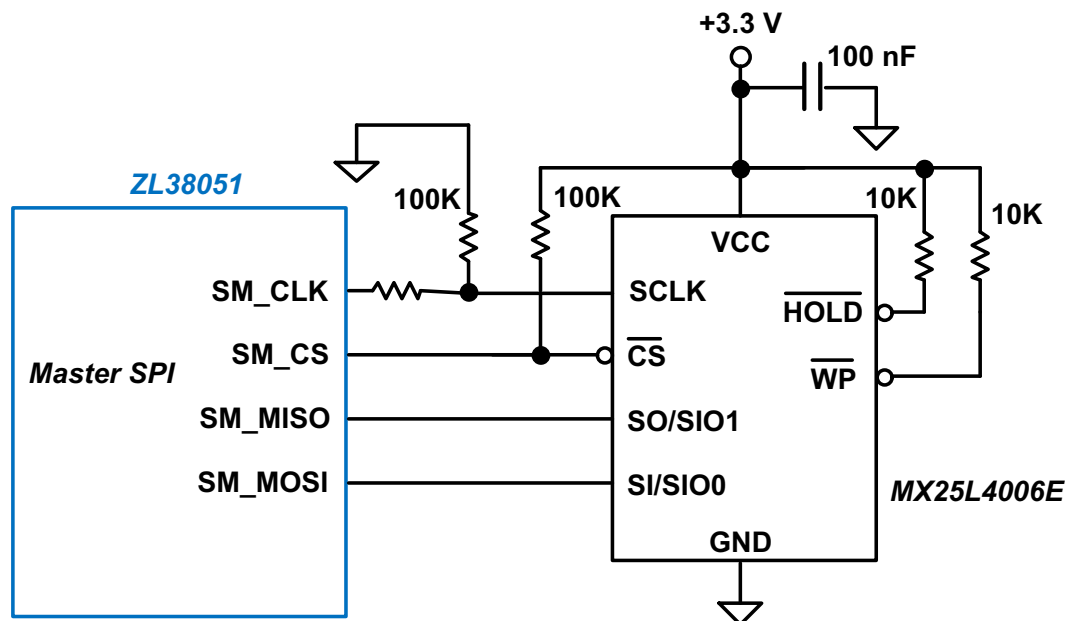 +3.3 V
100 nF
ZL38051
100K
100K
10K
10K
VCC
SM_CLK
SCLK
HOLD
SM_CS
CS
Master SPI
WP
SM_MISO
SO/SIO1
SM_MOSI
SI/SIO0
MX25L4006E
GND